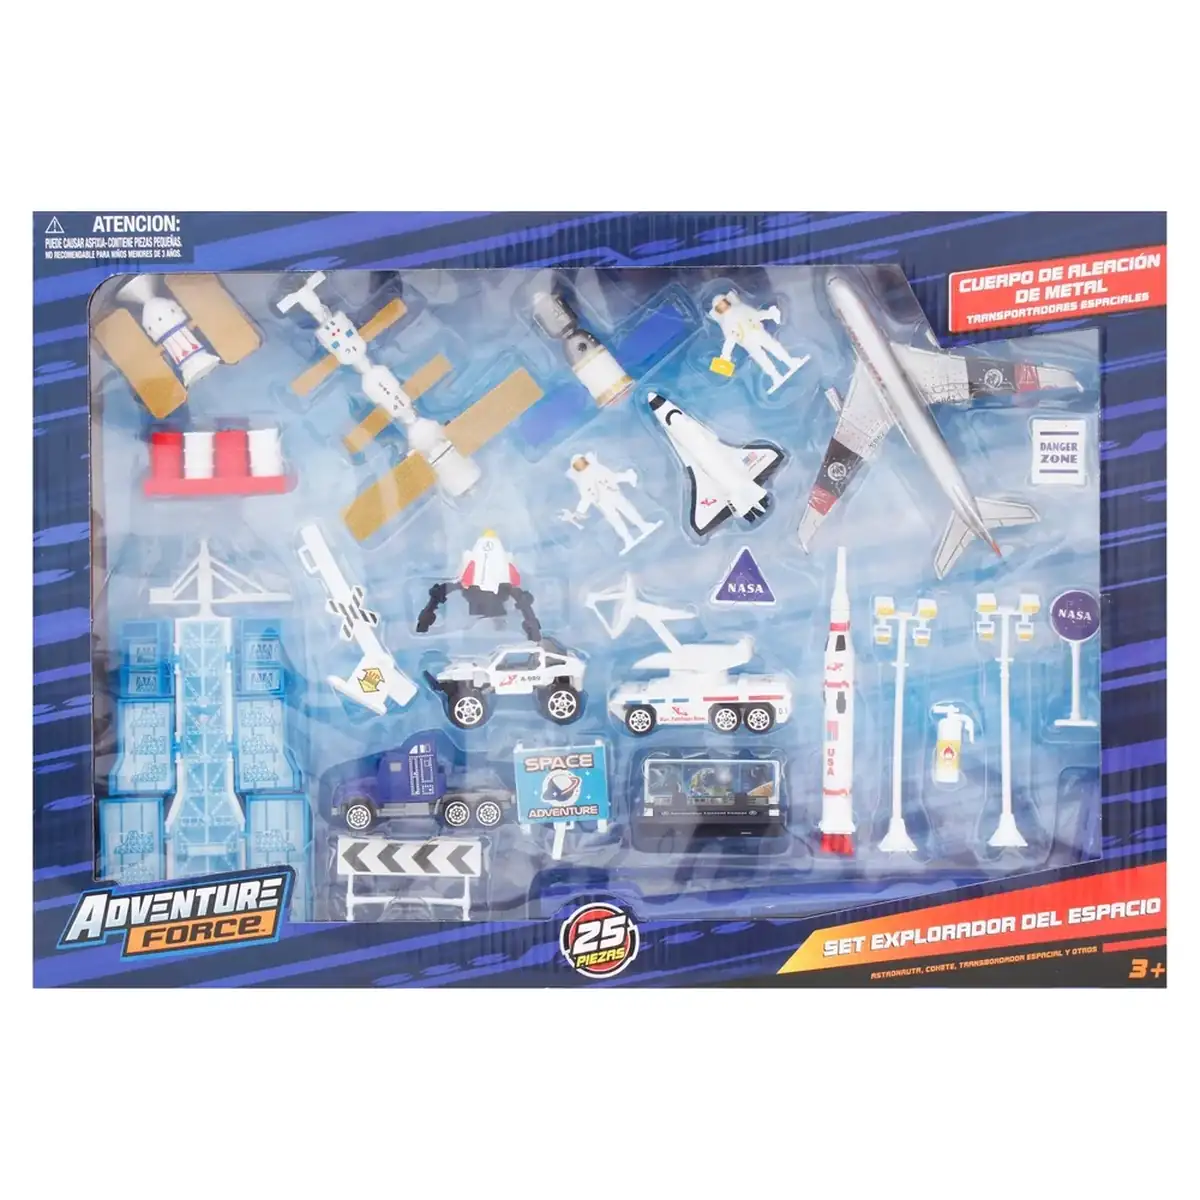 ATENCION:
PUEDE CAUSAR ASFIXIA-CONTIENE PIEZAS PEQUEÑAS.
NO RECOMENDABLE PARA NIÑOS MENORES DE 3 AÑOS.
CUERPO DE ALEACIÓN
DE METAL
TRANSPORTADORES ESPACIALES
DANGER
ZONE
NASA
NASA
A-989
USA
SPACE
ADVENTURE
ADVENTURE
FORCE
25
PIEZAS
SET EXPLORADOR DEL ESPACIO
ASTRONAUTA, COHETE, TRANSBORDADOR ESPACIAL Y OTROS
3+